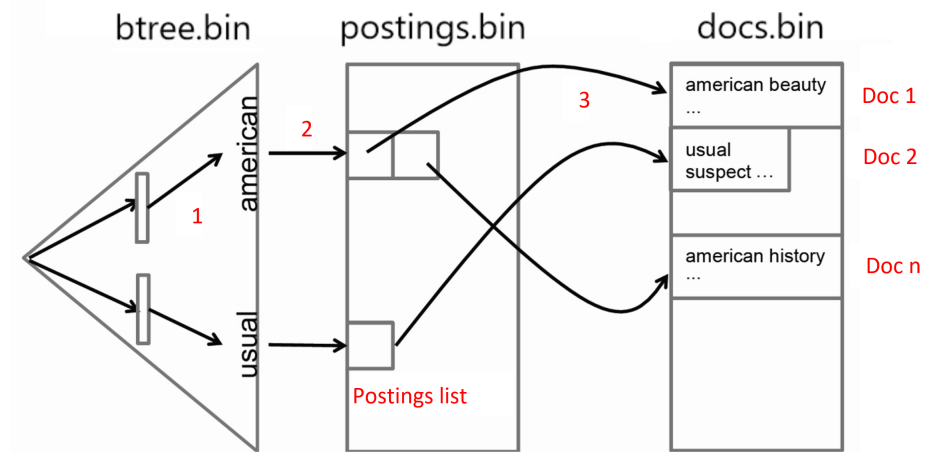 btree.bin
postings.bin
docs.bin
american
usual
1
2
3
Postings list
american beauty
...
Doc 1
usual
suspect ...
Doc 2
american history
...
Doc n